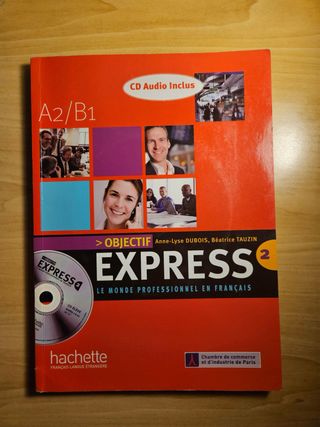 CD Audio Inclus
A2/B1
> OBJECTIF Anne-Lyse DUBOIS, Béatrice TAUZIN
EXPRESS 2
LE MONDE PROFESSIONNEL EN FRANÇAIS
EXPRESS
hachette
FRANÇAIS LANGUE ÉTRANGÈRE
Chambre de commerce
et d'industrie de Paris